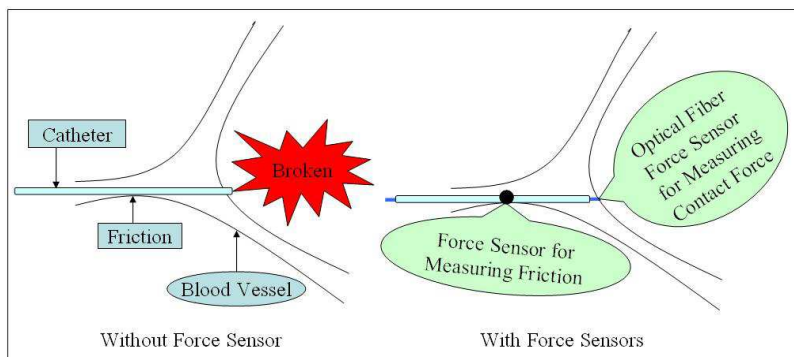 Catheter
Broken
Friction
Blood Vessel
Without Force Sensor
Optical Fiber
Force Sensor
for Measuring
Contact Force
Force Sensor for
Measuring Friction
With Force Sensors